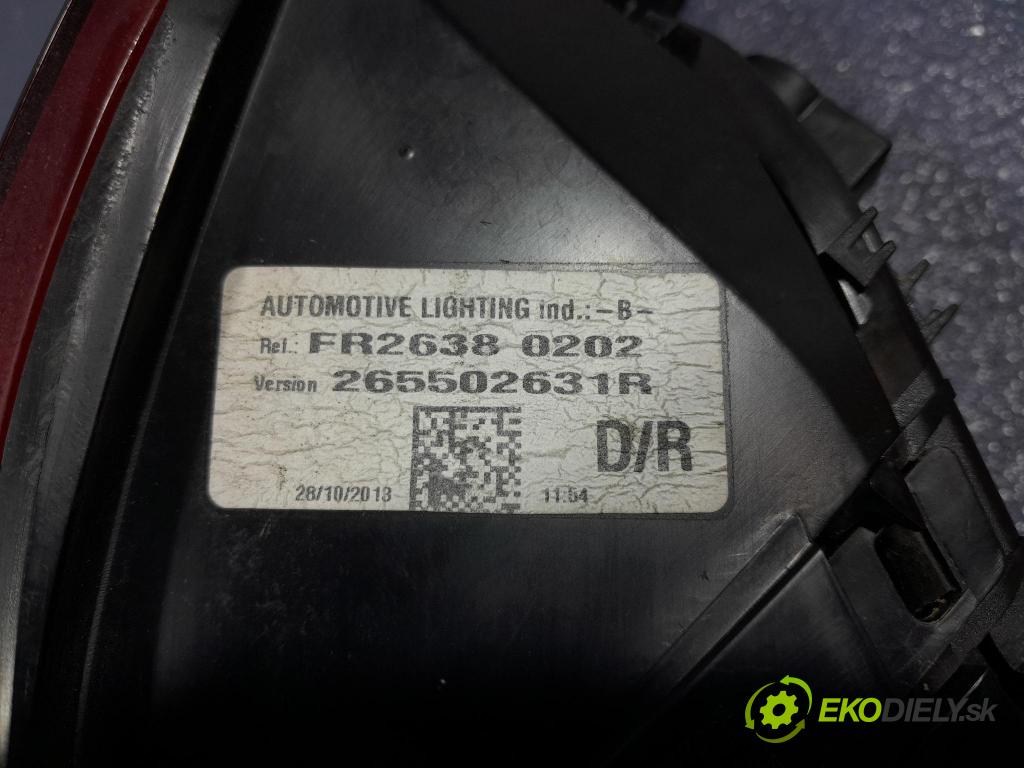 AUTOMOTIVE LIGHTING ind.: -B-
Ref.: FR2638 0202
Version 265502631R
D/R
28/10/2013 11:54
EKODIELY.sk